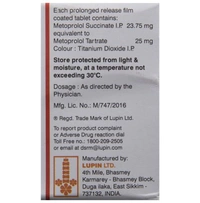 Each prolonged release film
coated tablet contains:
Metoprolol Succinate I.P 23.75 mg
equivalent to
Metoprolol Tartrate 25 mg
Colour : Titanium Dioxide I.P
Store protected from light &
moisture, at a temperature not
exceeding 30°C.
Dosage : As directed by the
Physician.
Mfg. Lic. No.: M/747/2016
® Regd. Trade Mark of Lupin Ltd.
To report product complaint
or Adverse Drug reaction dial
Toll free no.: 1800-209-2505
or email at dsrm@lupin.com
Manufactured by:
LUPIN LTD.
4th Mile, Bhasmey
Karmarey - Bhasmey Block,
Duga Ilaka, East Sikkim -
737132, INDIA.